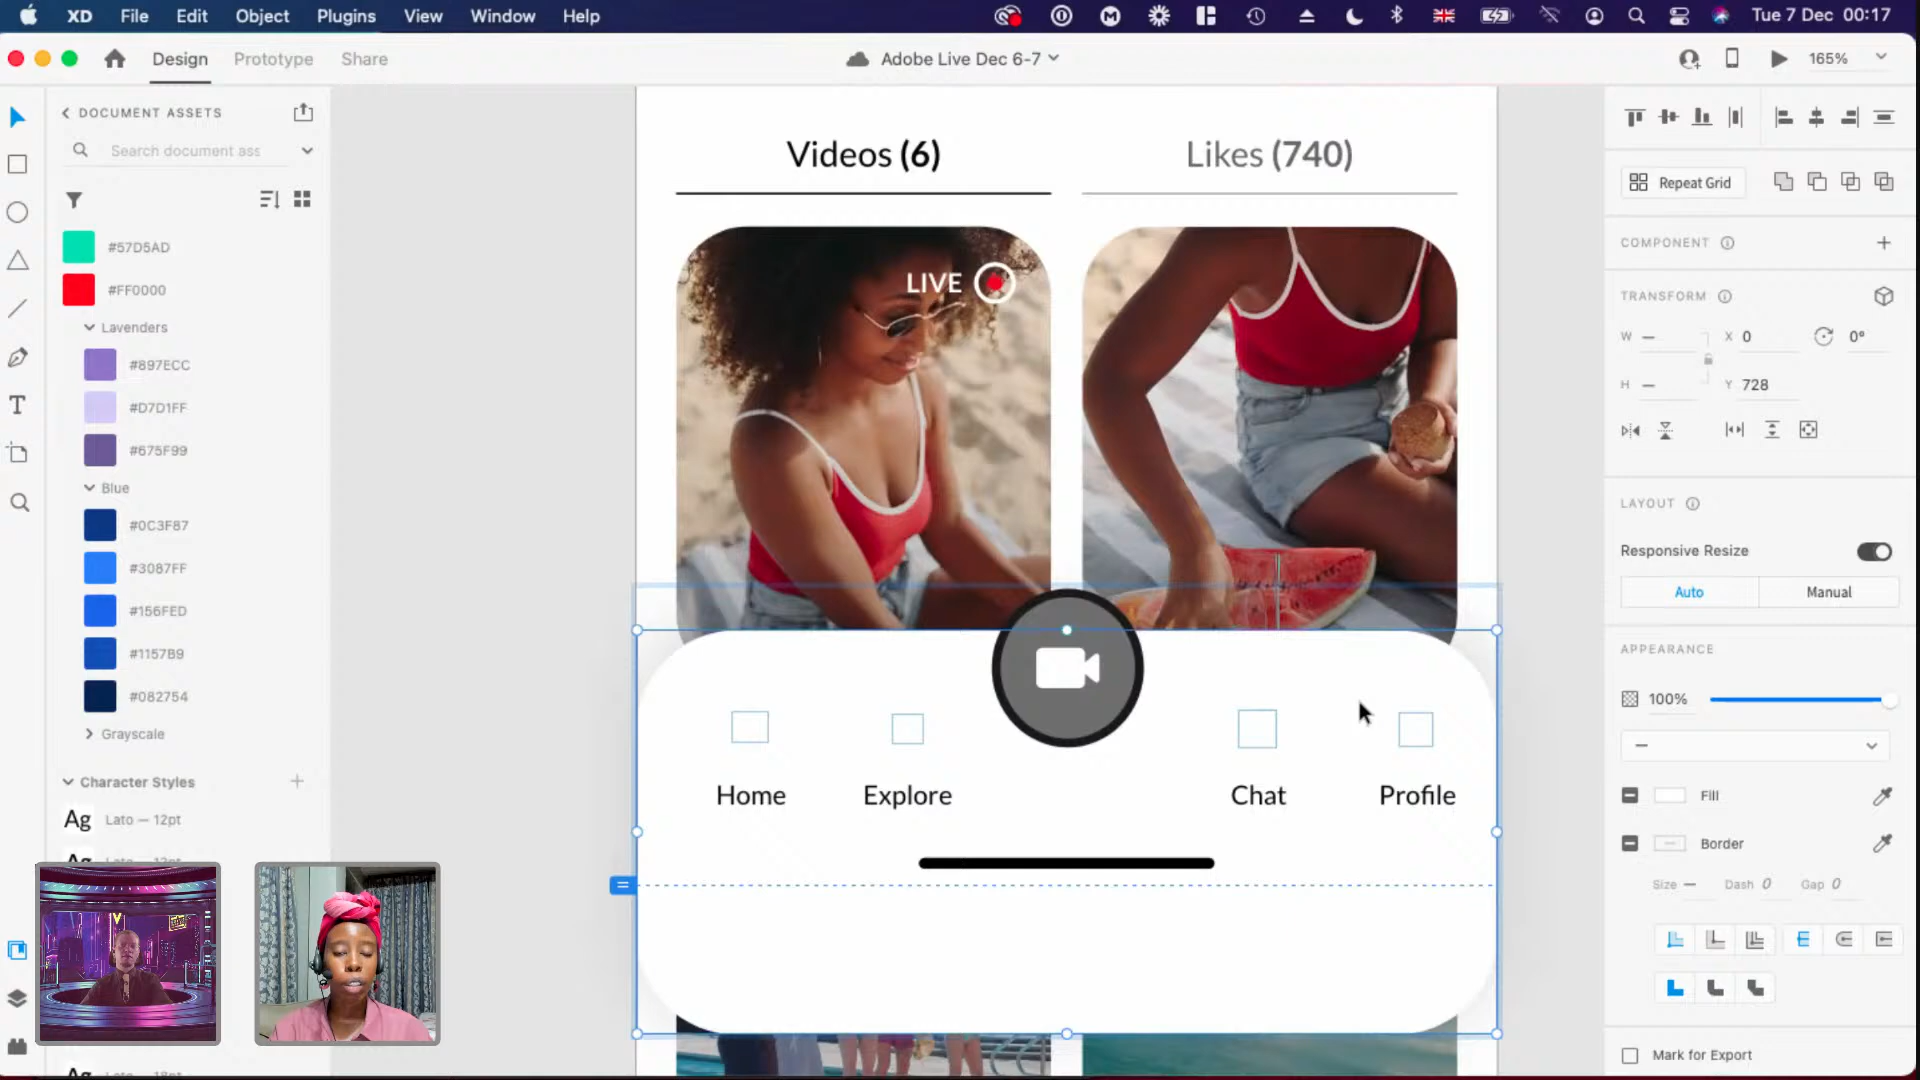 XD File Edit Object Plugins View Window Help
Tue 7 Dec 00:17
Design Prototype Share
Adobe Live Dec 6-7
165%
DOCUMENT ASSETS
Search document ass
#57D5AD
#FF0000
Lavenders
#897ECC
#D7D1FF
#675F99
Blue
#0C3F87
#3087FF
#156FED
#1157B9
#082754
Grayscale
Character Styles
Ag Lato — 12pt
Videos (6)
Likes (740)
LIVE
Home
Explore
Chat
Profile
Repeat Grid
COMPONENT
TRANSFORM
W — X 0 0°
H — Y 728
LAYOUT
Responsive Resize
Auto Manual
APPEARANCE
100%
Fill
Border
Size — Dash 0 Gap 0
Mark for Export